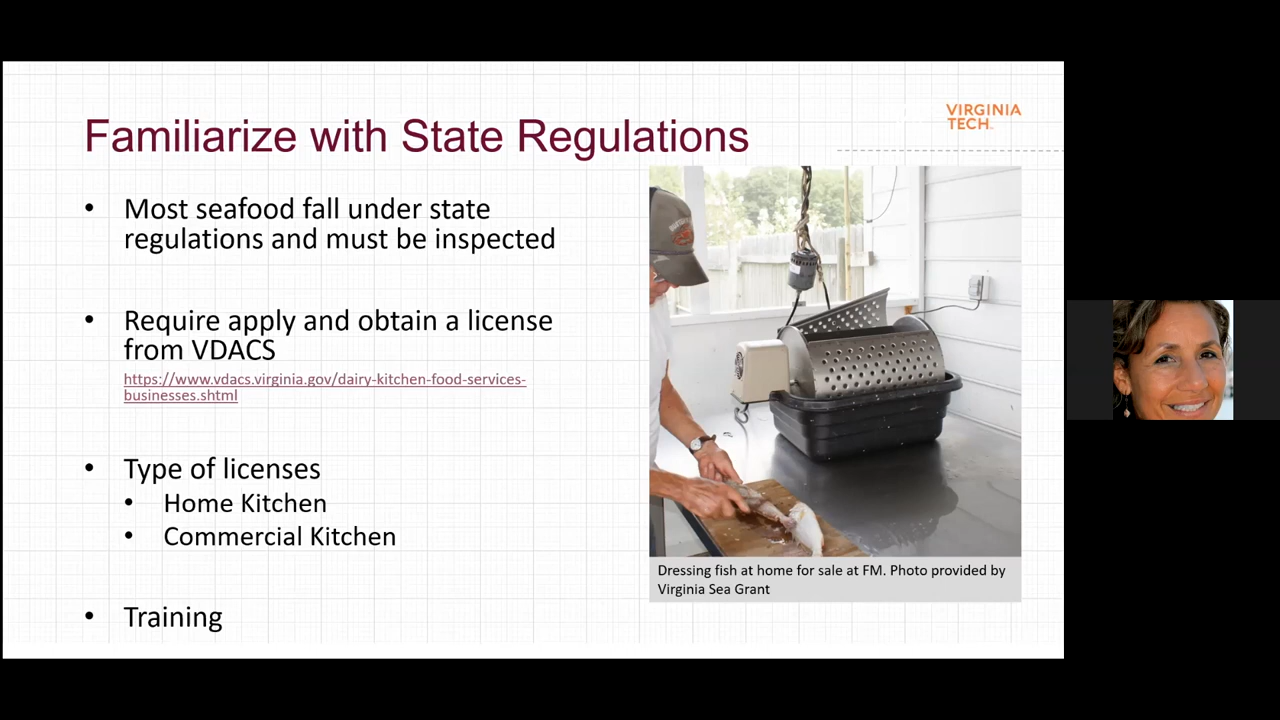 Familiarize with State Regulations
VIRGINIA
TECH
• Most seafood fall under state
regulations and must be inspected
• Require apply and obtain a license
from VDACS
https://www.vdacs.virginia.gov/dairy-kitchen-food-services-
businesses.shtml
• Type of licenses
• Home Kitchen
• Commercial Kitchen
• Training
Dressing fish at home for sale at FM. Photo provided by
Virginia Sea Grant